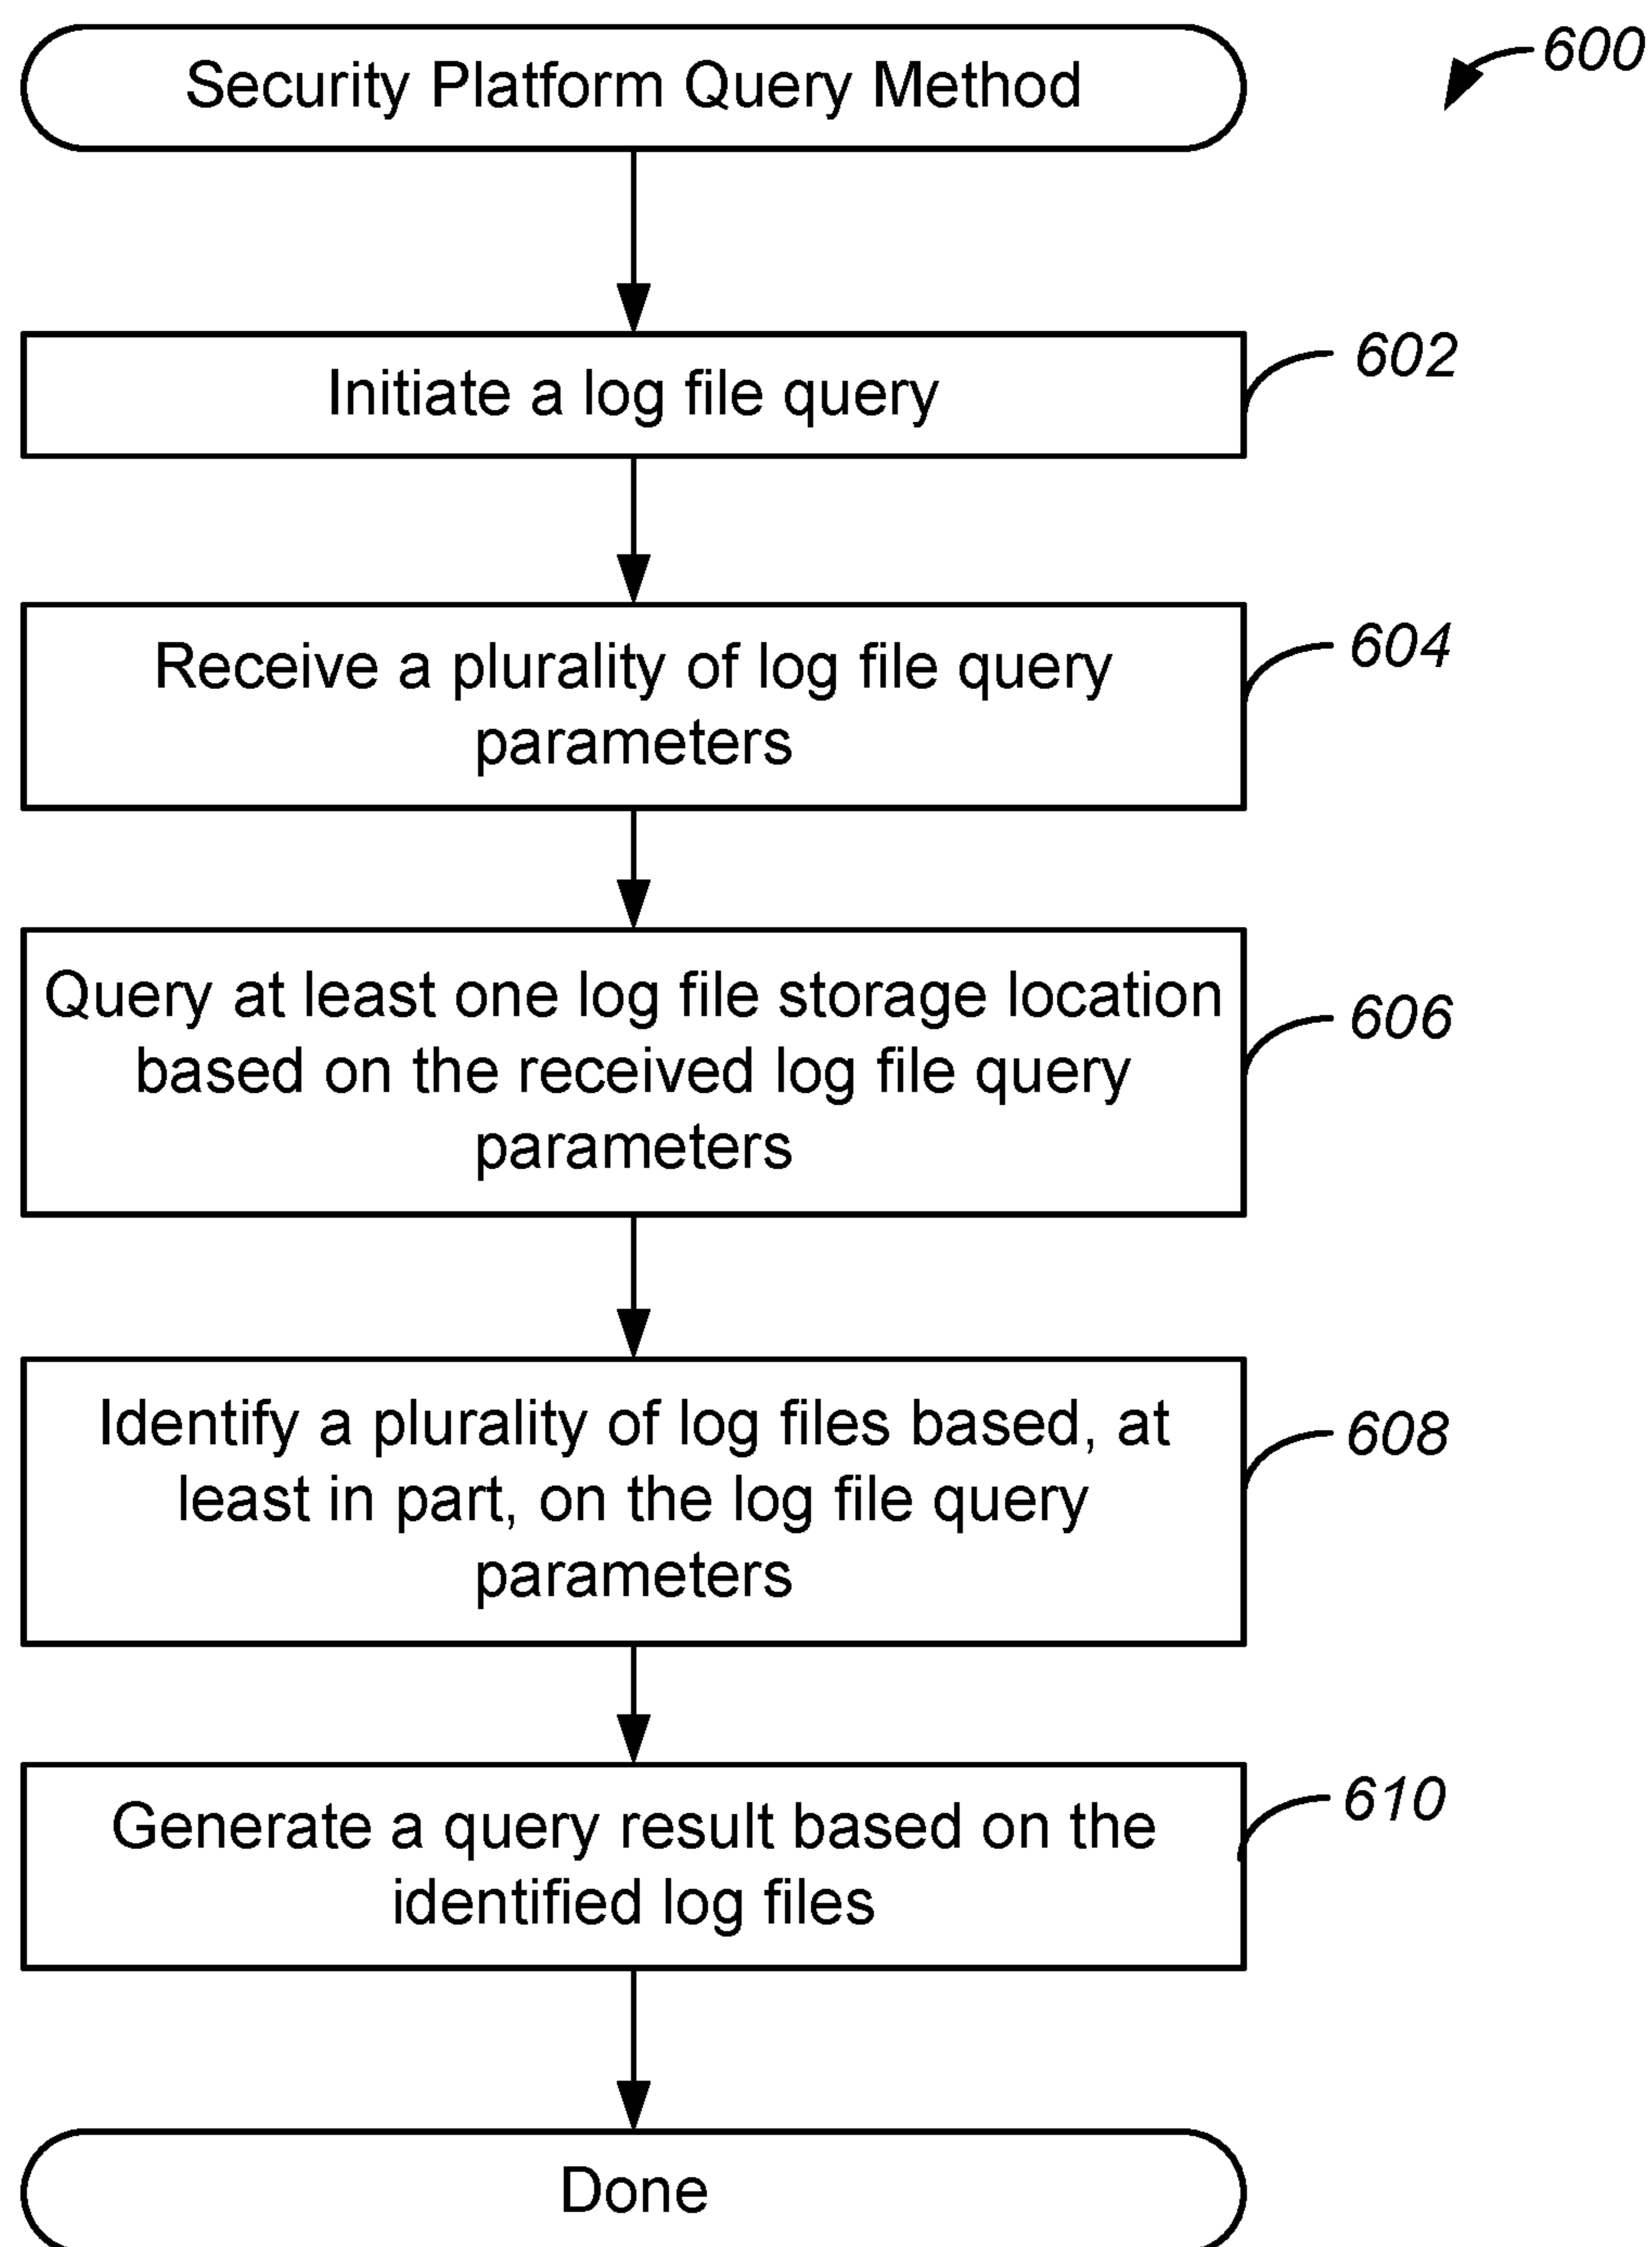 Security Platform Query Method
600
Initiate a log file query
602
Receive a plurality of log file query
parameters
604
Query at least one log file storage location
based on the received log file query
parameters
606
Identify a plurality of log files based, at
least in part, on the log file query
parameters
608
Generate a query result based on the
identified log files
610
Done